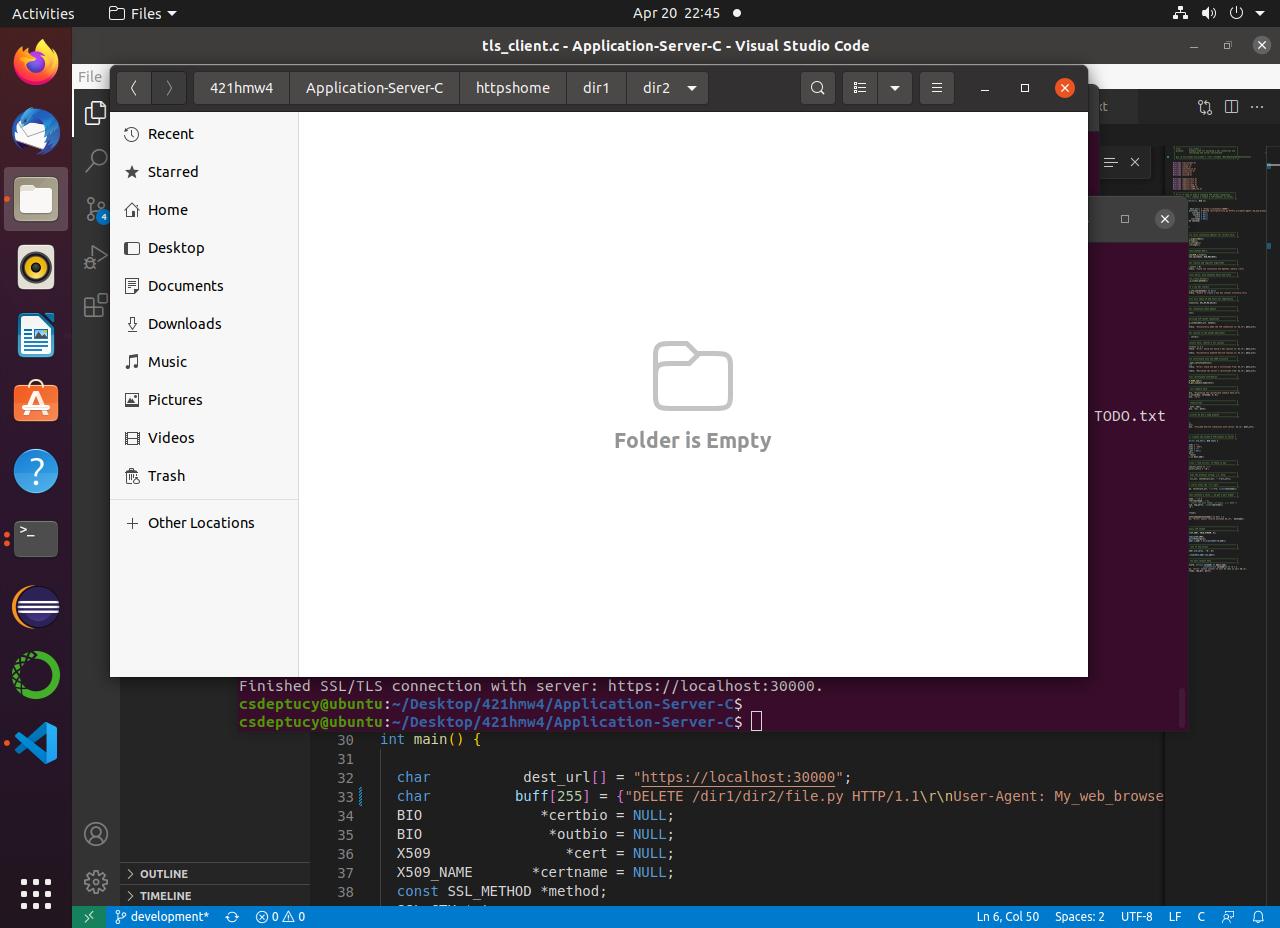 Activities Files Apr 20 22:45
tls_client.c - Application-Server-C - Visual Studio Code
File
421hmw4 Application-Server-C httpshome dir1 dir2
Recent
Starred
Home
Desktop
Documents
Downloads
Music
Pictures
Videos
Trash
Other Locations
Folder is Empty
4
TODO.txt
Finished SSL/TLS connection with server: https://localhost:30000.
csdeptucy@ubuntu:~/Desktop/421hmw4/Application-Server-C$
csdeptucy@ubuntu:~/Desktop/421hmw4/Application-Server-C$
30 int main() {
31
32 char dest_url[] = "https://localhost:30000";
33 char buff[255] = {"DELETE /dir1/dir2/file.py HTTP/1.1\r\nUser-Agent: My_web_browse
34 BIO *certbio = NULL;
35 BIO *outbio = NULL;
36 X509 *cert = NULL;
37 X509_NAME *certname = NULL;
38 const SSL_METHOD *method;
OUTLINE
TIMELINE
development* 0 0 Ln 6, Col 50 Spaces: 2 UTF-8 LF C